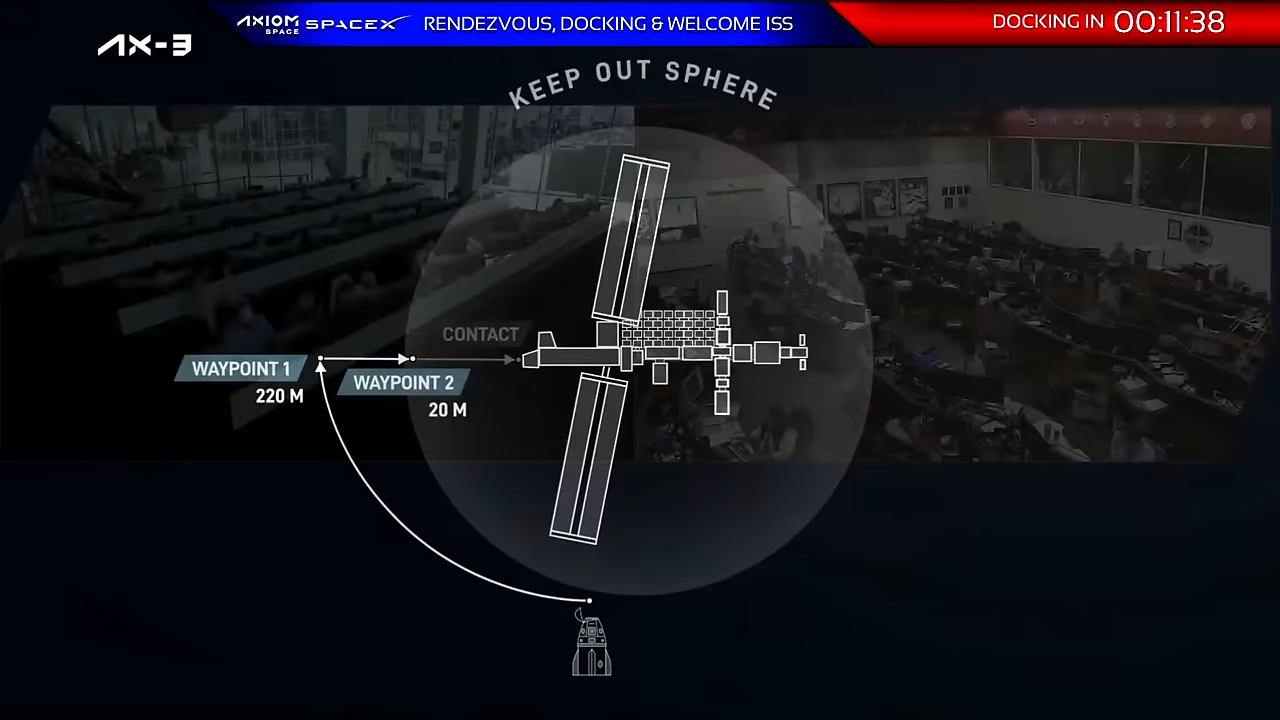 AX-3
AXIOM SPACE SPACEX RENDEZVOUS, DOCKING & WELCOME ISS
DOCKING IN 00:11:38
KEEP OUT SPHERE
CONTACT
WAYPOINT 1
220 M
WAYPOINT 2
20 M